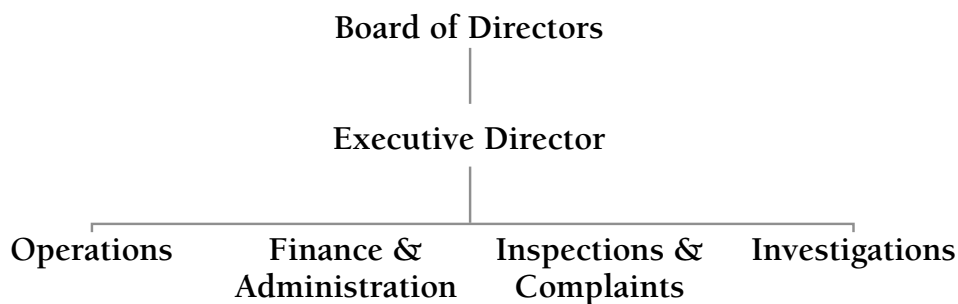 Board of Directors
Executive Director
Operations
Finance &
Administration
Inspections &
Complaints
Investigations